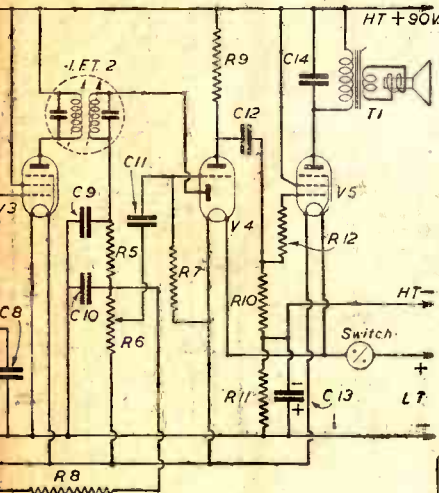 HT + 90V.
R9
C14
I.F.T. 2
C12
T1
C11
V3
C9
V4
V5
R5
R7
R12
C10
R10
HT-
C8
R6
Switch
+
R11
-
+
C13
LT
-
R8